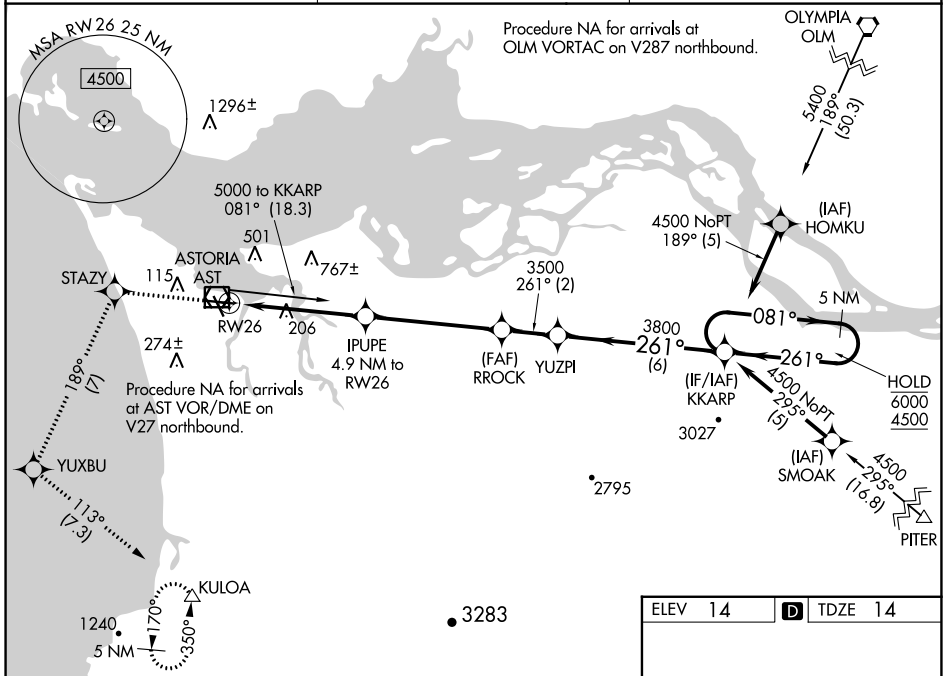 MSA RW 26 25 NM
4500
1296±
Procedure NA for arrivals at
OLM VORTAC on V287 northbound.
OLYMPIA
OLM
5400
189°
(50.3)
5000 to KKARP
081° (18.3)
4500 NoPT
189° (5)
(IAF)
HOMKU
STAZY
115
ASTORIA
AST
501
767±
3500
261° (2)
5 NM
081°
RW26
206
IPUPE
4.9 NM to
RW26
(FAF)
RROCK
YUZPI
3800
261°
(6)
(IF/IAF)
KKARP
261°
HOLD
6000
4500
274±
189°
(7)
Procedure NA for arrivals
at AST VOR/DME on
V27 northbound.
4500 NoPT
295°
(5)
3027
(IAF)
SMOAK
4500
295°
(16.8)
PITER
YUXBU
113°
(7.3)
2795
KULOA
170°
350°
1240
5 NM
3283
ELEV 14 D TDZE 14